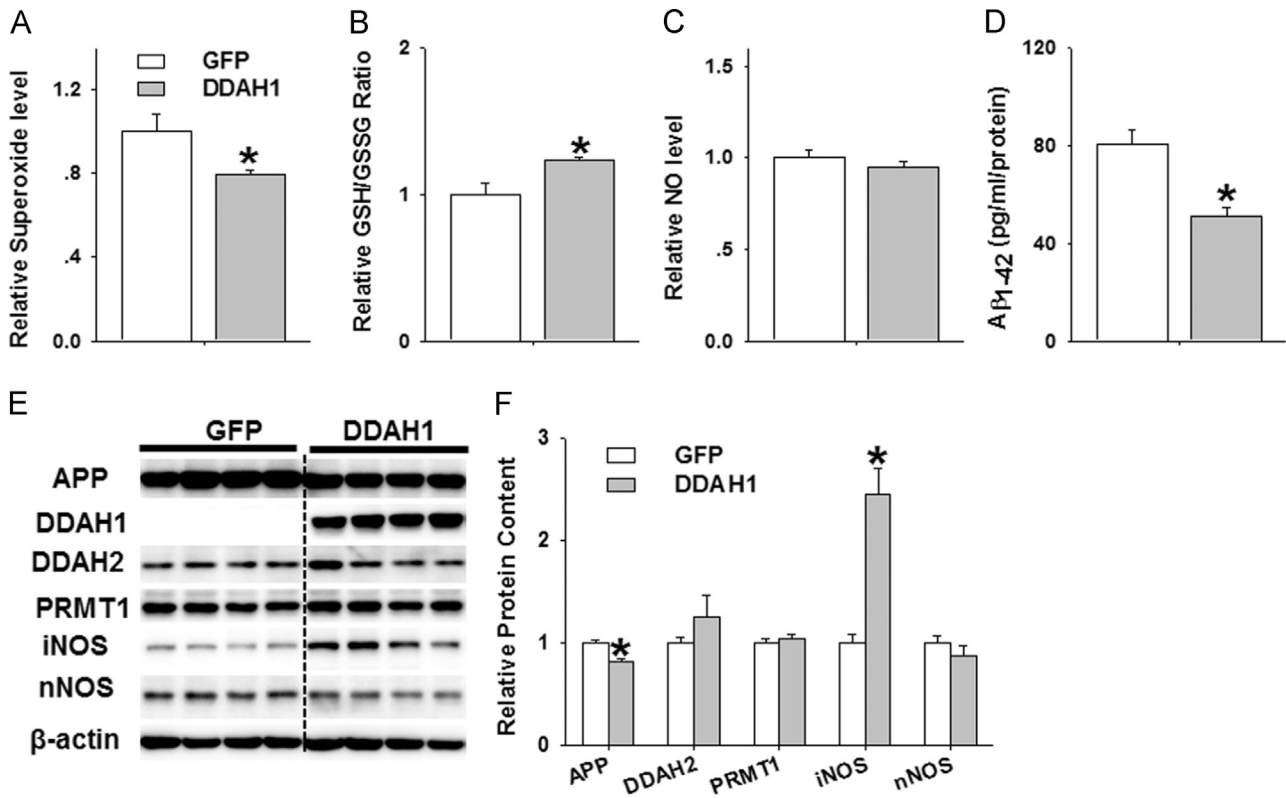 A
Relative Superoxide level
1.2
.8
.4
0.0
GFP
DDAH1
*
B
Relative GSH/GSSG Ratio
2
1
0
*
C
Relative NO level
1.5
1.0
.5
0.0
D
Aβ1-42 (pg/ml/protein)
120
80
40
0
*
E
GFP DDAH1
APP
DDAH1
DDAH2
PRMT1
iNOS
nNOS
β-actin
F
Relative Protein Content
3
2
1
0
GFP
DDAH1
*
*
APP DDAH2 PRMT1 iNOS nNOS